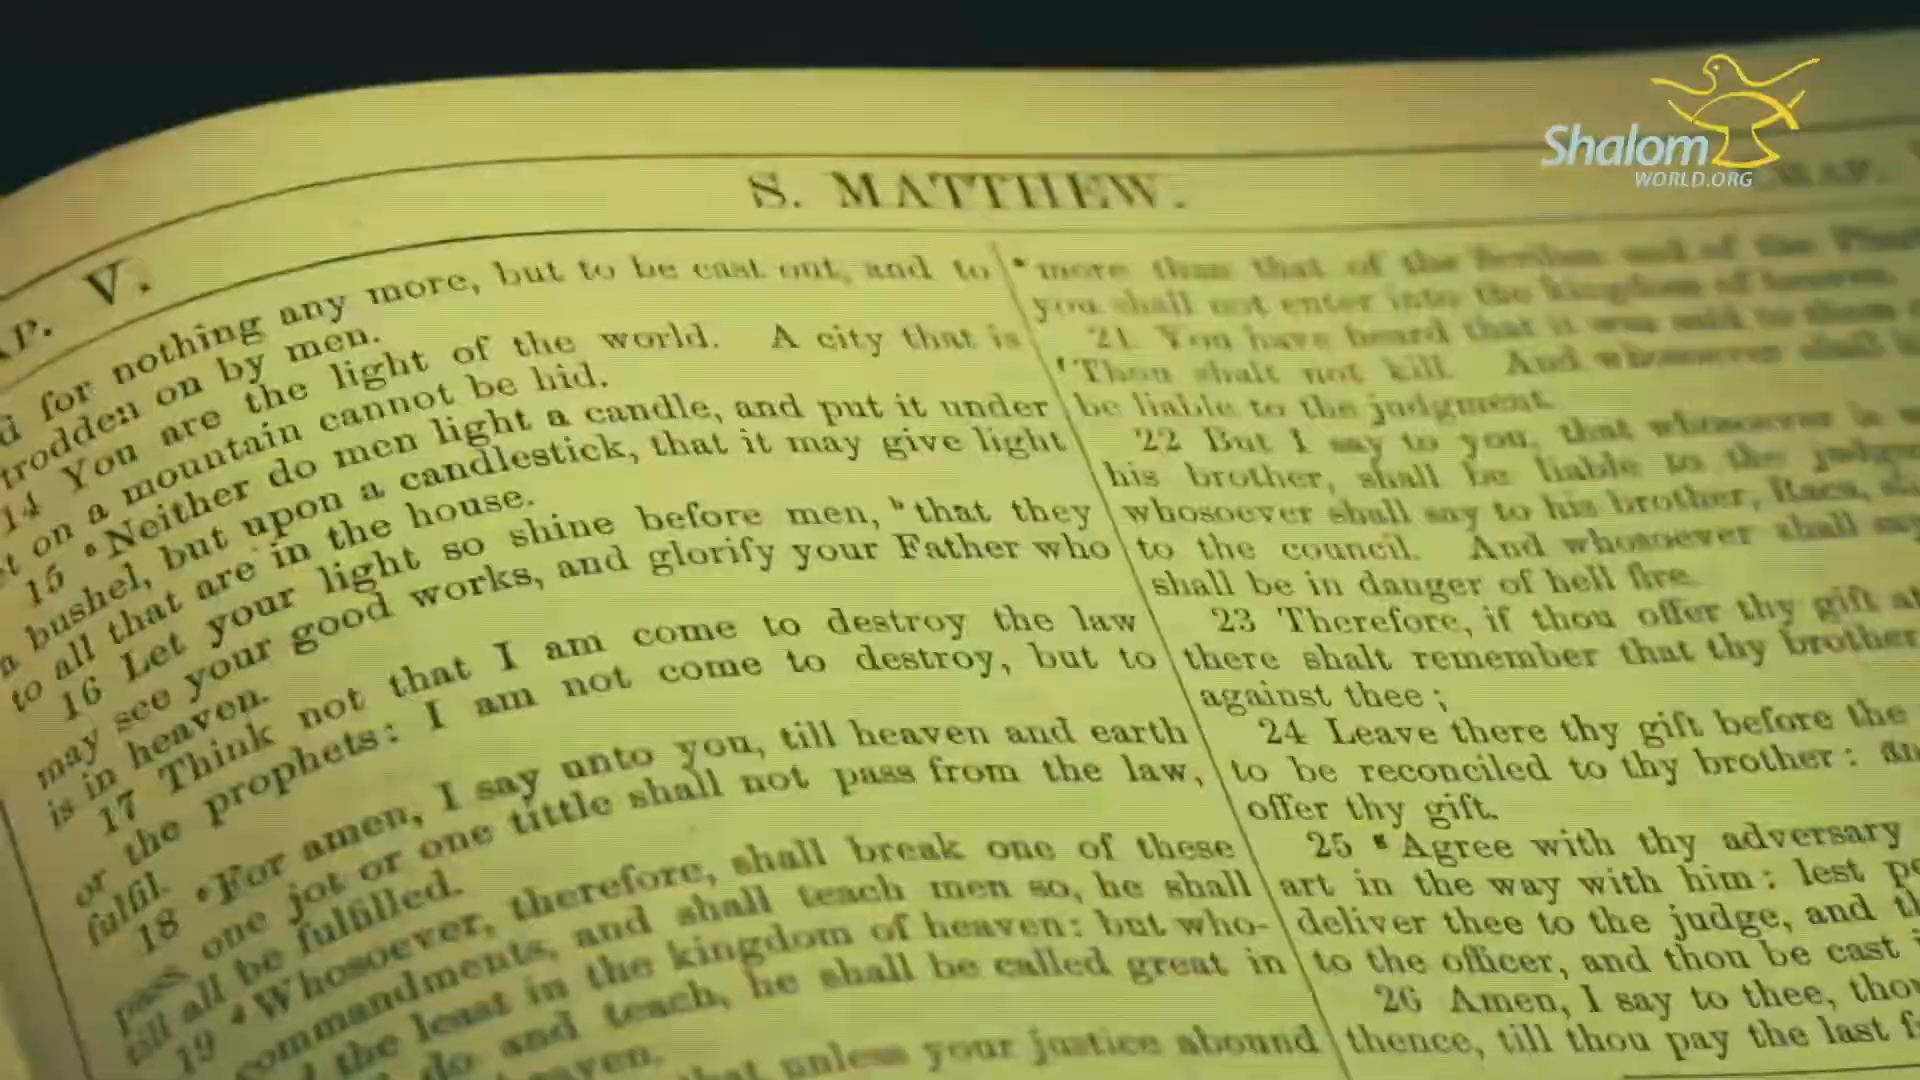 Shalom
WORLD.ORG
S. MATTHEW.
CHAP.
AP. V.
d for nothing any more, but to be cast out, and to
trodden on by men.
14 You are the light of the world. A city that is
on a mountain cannot be hid.
15 Neither do men light a candle, and put it under
a bushel, but upon a candlestick, that it may give light
to all that are in the house.
16 Let your light so shine before men, that they
may see your good works, and glorify your Father who
is in heaven.
17 Think not that I am come to destroy the law
or the prophets: I am not come to destroy, but to
fulfil.
18 For amen, I say unto you, till heaven and earth
pass, one jot or one tittle shall not pass from the law,
till all be fulfilled.
19 Whosoever, therefore, shall break one of these
commandments, and shall teach men so, he shall
the least in the kingdom of heaven: but who-
do and teach, he shall be called great in
heaven.
that unless your justice abound
more than that of the Scribes and of the
you shall not enter into the kingdom of heaven.
21 You have heard that it was said to them
Thou shalt not kill. And whosoever shall
be liable to the judgment.
22 But I say to you, that whosoever is
his brother, shall be liable to the
whosoever shall say to his brother, Raca,
to the council. And whosoever shall say
shall be in danger of hell fire.
23 Therefore, if thou offer thy gift at
there shalt remember that thy brother
against thee;
24 Leave there thy gift before the
to be reconciled to thy brother: and
offer thy gift.
25 Agree with thy adversary
art in the way with him: lest
deliver thee to the judge, and
to the officer, and thou be cast
26 Amen, I say to thee,
thence, till thou pay the last